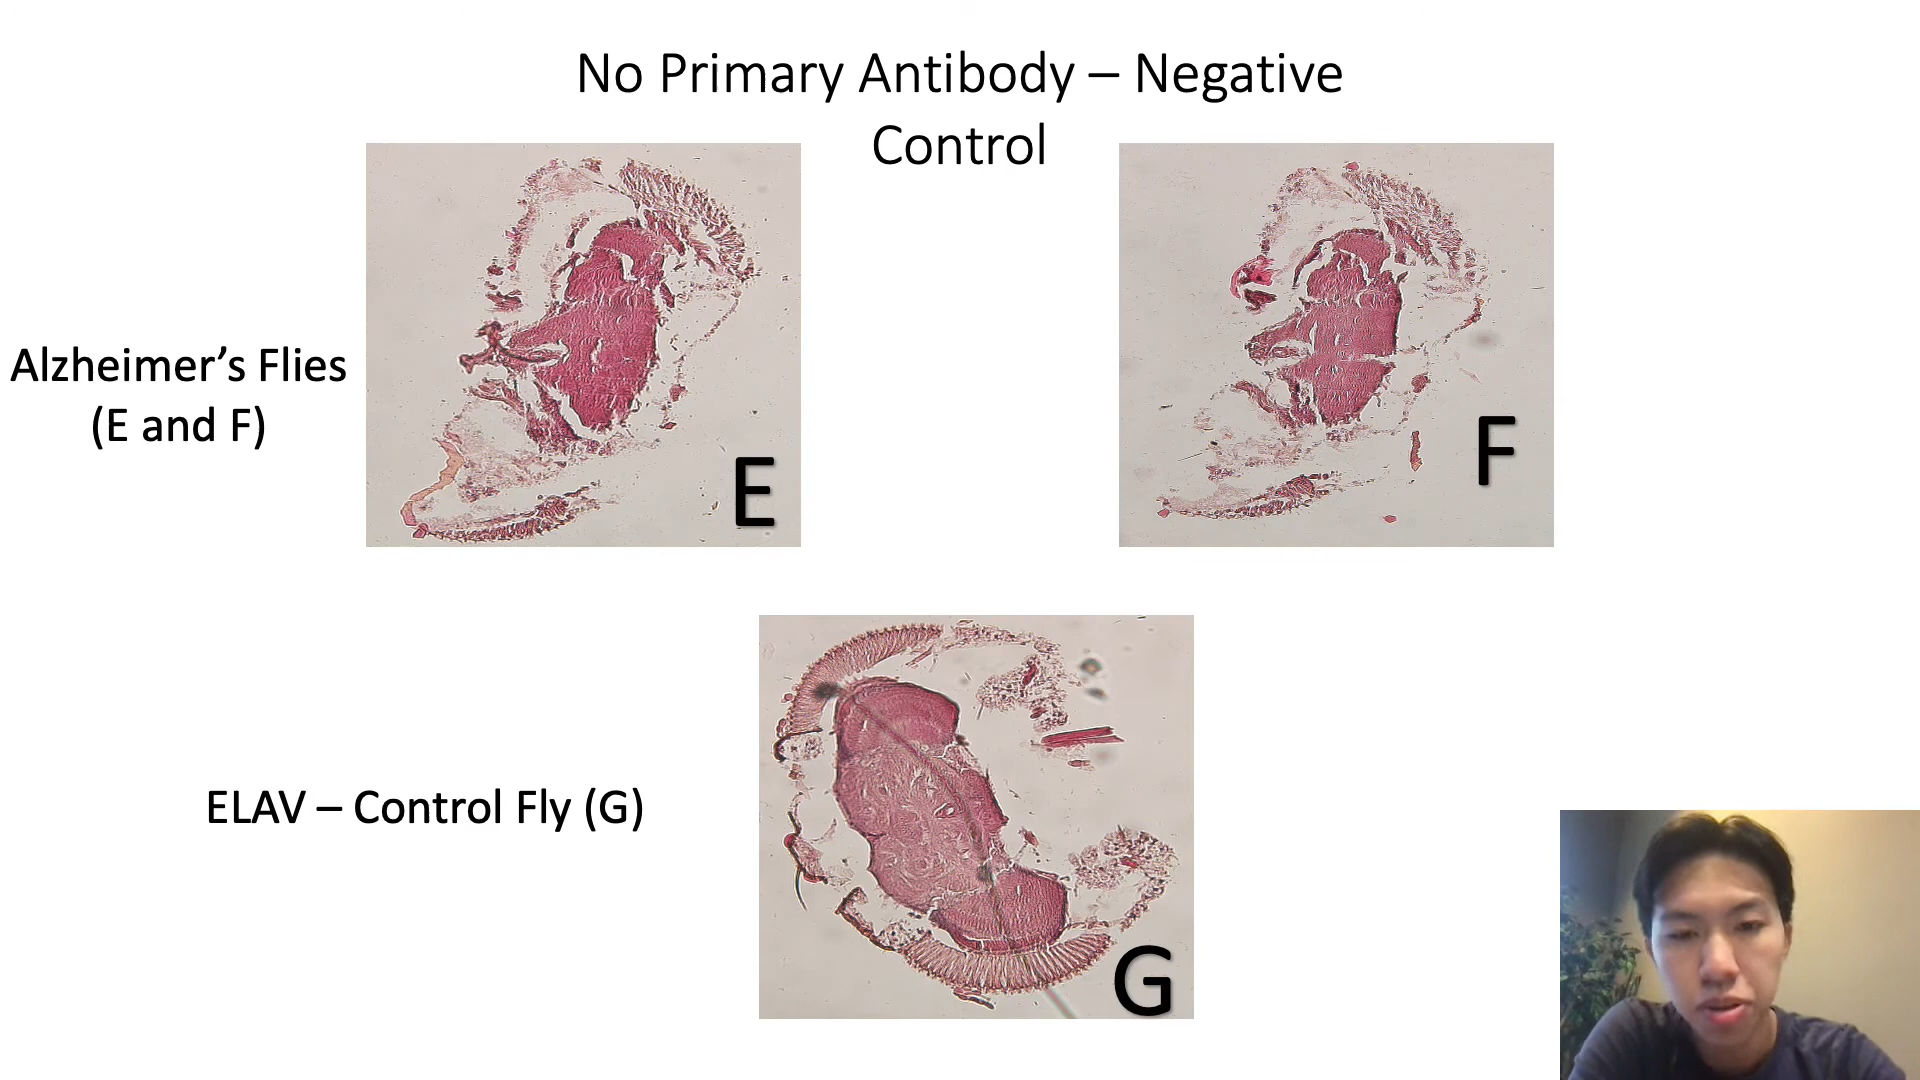 No Primary Antibody – Negative
Control
Alzheimer’s Flies
(E and F)
E
F
ELAV – Control Fly (G)
G